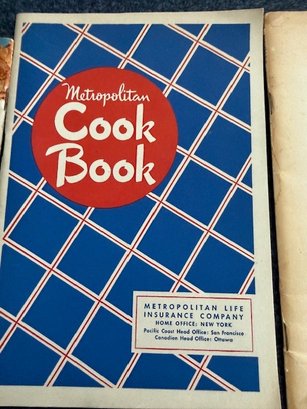 Metropolitan
Cook
Book
METROPOLITAN LIFE
INSURANCE COMPANY
HOME OFFICE: NEW YORK
Pacific Coast Head Office: San Francisco
Canadian Head Office: Ottawa